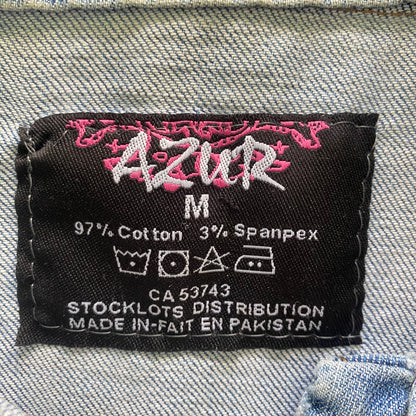 AZUR
M
97% Cotton 3% Spanpex
CA 53743
STOCKLOTS DISTRIBUTION
MADE IN-FAIT EN PAKISTAN